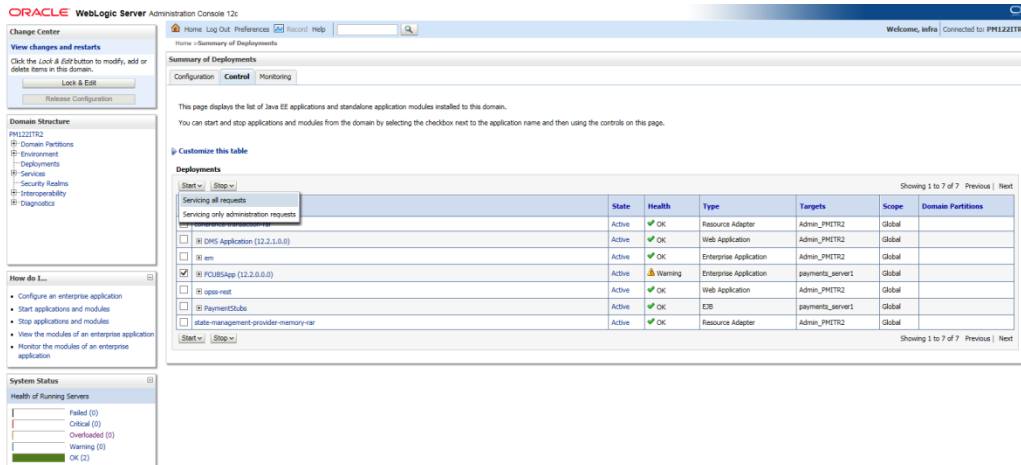 ORACLE WebLogic Server Administration Console 12c
Change Center
View changes and restarts
Click the Lock & Edit button to modify, add or
delete items in this domain.
Lock & Edit
Release Configuration
Domain Structure
PM122ITR2
Domain Partitions
Environment
Deployments
Services
Security Realms
Interoperability
Diagnostics
How do I...
Configure an enterprise application
Start applications and modules
Stop applications and modules
View the modules of an enterprise application
Monitor the modules of an enterprise
application
System Status
Health of Running Servers
Failed (0)
Critical (0)
Overloaded (0)
Warning (0)
OK (2)
Home Log Out Preferences Record Help
Welcome, infra Connected to: PM122ITR
Home >Summary of Deployments
Summary of Deployments
Configuration Control Monitoring
This page displays the list of Java EE applications and standalone application modules installed to this domain.
You can start and stop applications and modules from the domain by selecting the checkbox next to the application name and then using the controls on this page.
Customize this table
Deployments
Start Stop Showing 1 to 7 of 7 Previous | Next
Servicing all requests
Servicing only administration requests
State Health Type Targets Scope Domain Partitions
coherence-transaction-rar Active OK Resource Adapter Admin_PMITR2 Global
DMS Application (12.2.1.0.0) Active OK Web Application Admin_PMITR2 Global
em Active OK Enterprise Application Admin_PMITR2 Global
FCUBSApp (12.2.0.0.0) Active Warning Enterprise Application payments_server1 Global
opss-rest Active OK Web Application Admin_PMITR2 Global
PaymentStubs Active OK EJB payments_server1 Global
state-management-provider-memory-rar Active OK Resource Adapter Admin_PMITR2 Global
Start Stop Showing 1 to 7 of 7 Previous | Next